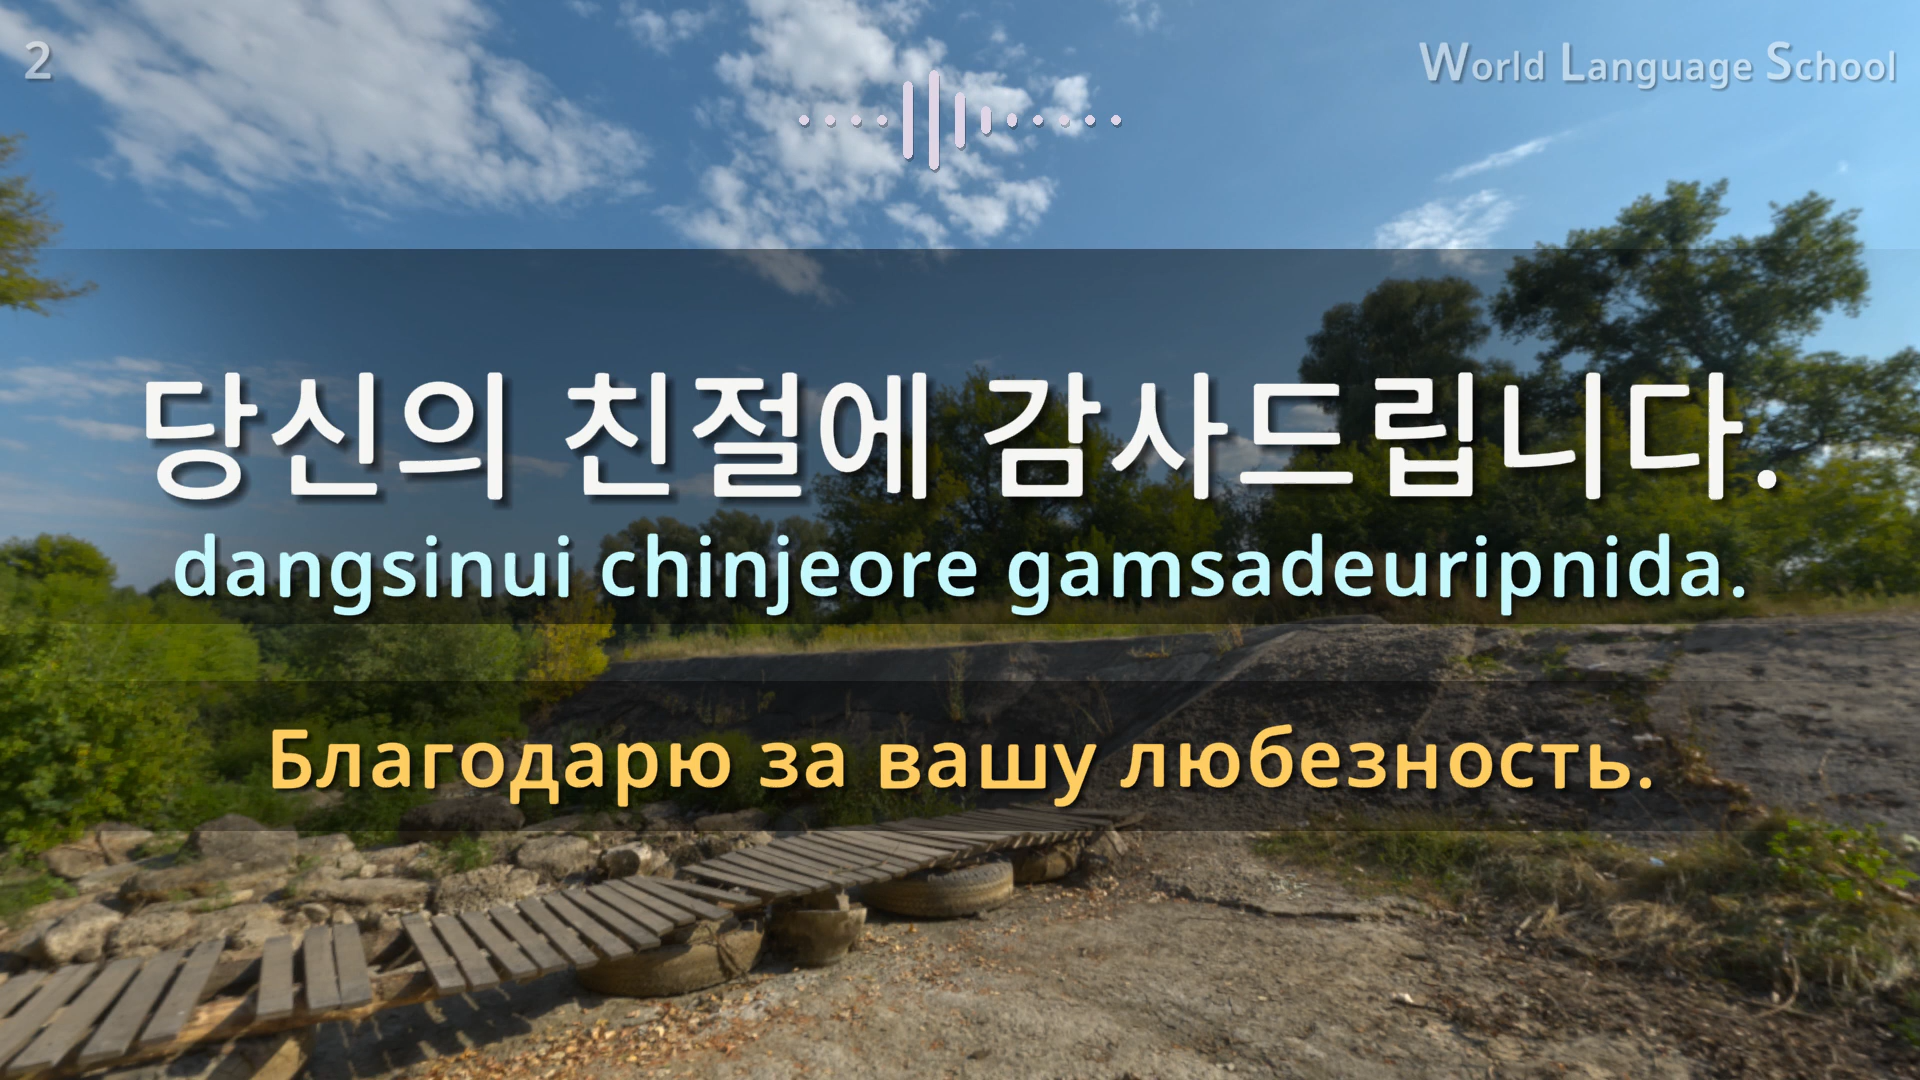 2
World Language School
당신의 친절에 감사드립니다.
dangsinui chinjeore gamsadeuripnida.
Благодарю за вашу любезность.